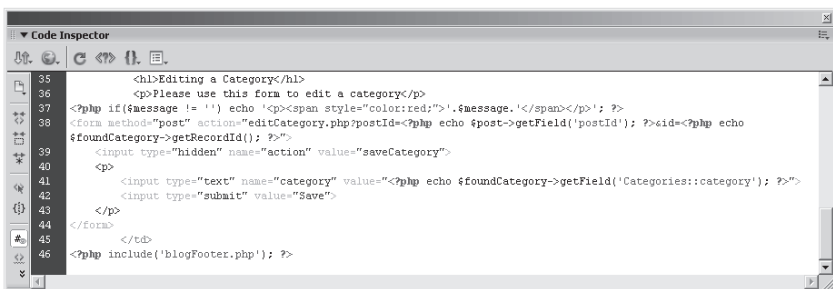 Code Inspector
35 <h1>Editing a Category</h1>
36 <p>Please use this form to edit a category</p>
37 <?php if($message != '') echo '<p><span style="color:red;">'.$message.'</span></p>'; ?>
38 <form method="post" action="editCategory.php?postId=<?php echo $post->getField('postId'); ?>&id=<?php echo
$foundCategory->getRecordId(); ?>">
39 <input type="hidden" name="action" value="saveCategory">
40 <p>
41 <input type="text" name="category" value="<?php echo $foundCategory->getField('Categories::category'); ?>">
42 <input type="submit" value="Save">
43 </p>
44 </form>
45 </td>
46 <?php include('blogFooter.php'); ?>